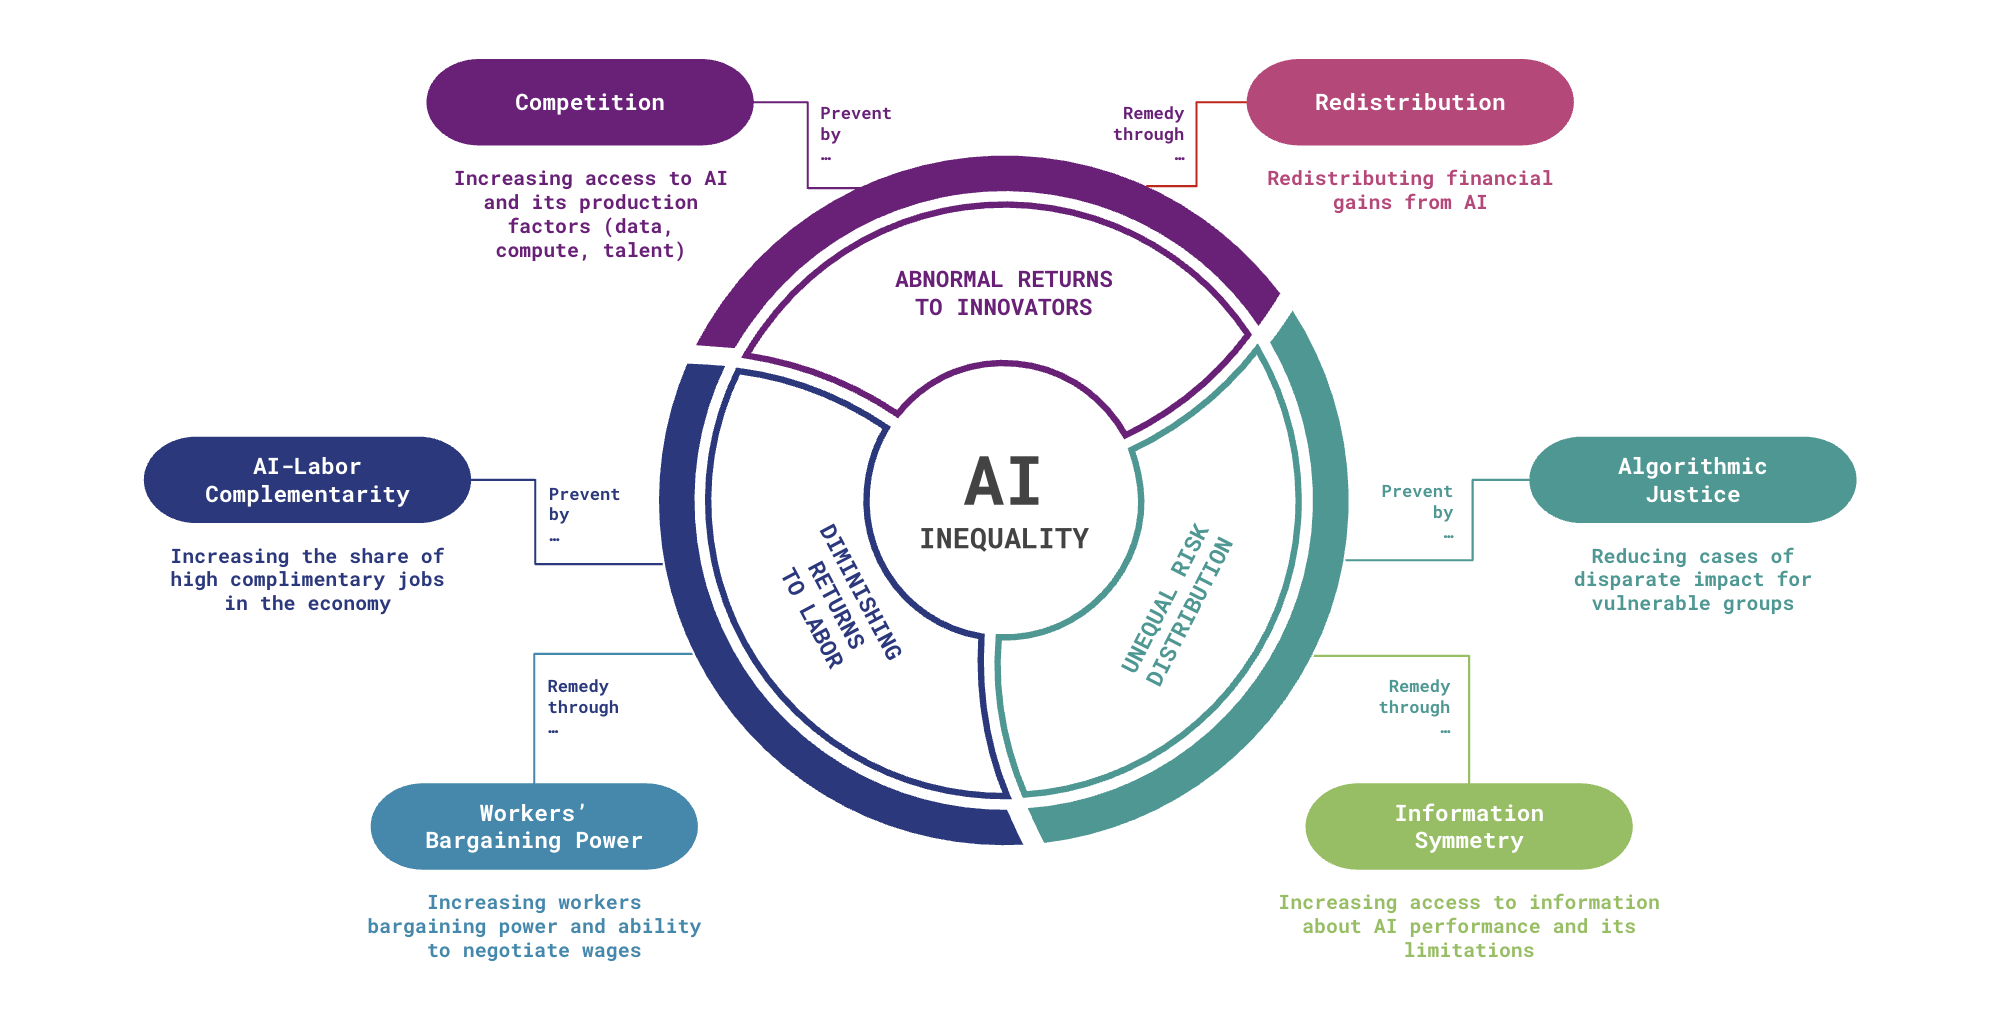 Competition
Prevent
by
…
Increasing access to AI
and its production
factors (data,
compute, talent)
Redistribution
Remedy
through
…
Redistributing financial
gains from AI
ABNORMAL RETURNS
TO INNOVATORS
AI
INEQUALITY
DIMINISHING
RETURNS
TO LABOR
UNEQUAL RISK
DISTRIBUTION
AI-Labor
Complementarity
Prevent
by
…
Increasing the share of
high complimentary jobs
in the economy
Algorithmic
Justice
Prevent
by
…
Reducing cases of
disparate impact for
vulnerable groups
Remedy
through
…
Workers’
Bargaining Power
Increasing workers
bargaining power and ability
to negotiate wages
Remedy
through
…
Information
Symmetry
Increasing access to information
about AI performance and its
limitations